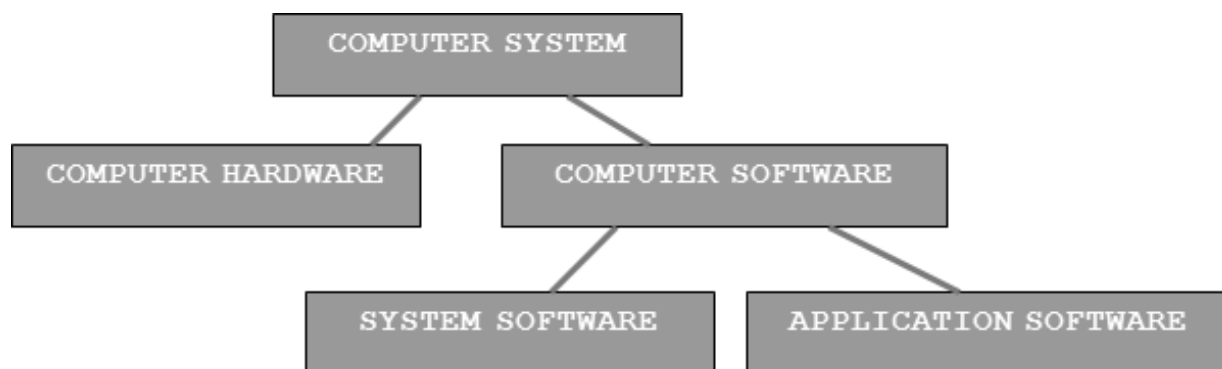 COMPUTER SYSTEM
COMPUTER HARDWARE
COMPUTER SOFTWARE
SYSTEM SOFTWARE
APPLICATION SOFTWARE